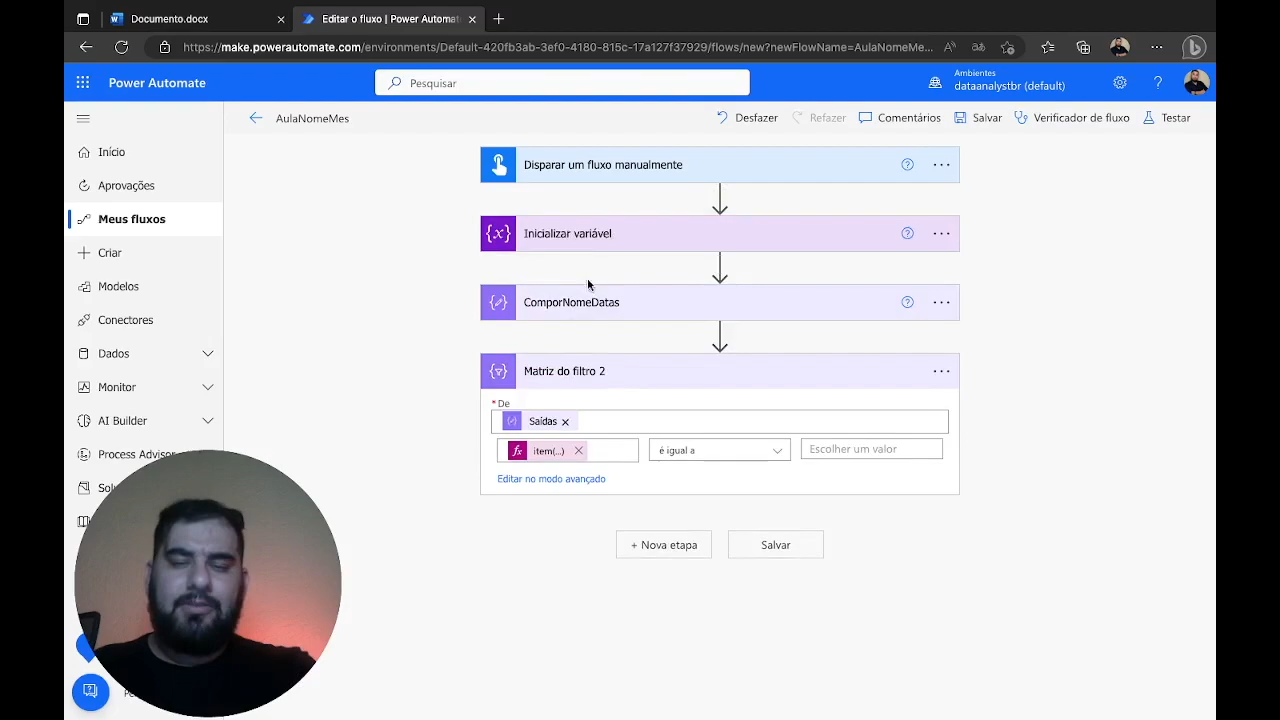 Documento.docx
Editar o fluxo | Power Automat
https://make.powerautomate.com/environments/Default-420fb3ab-3ef0-4180-815c-17a127f37929/flows/new?newFlowName=AulaNomeMe...
Power Automate
Pesquisar
Ambientes
dataanalystbr (default)
AulaNomeMes
Desfazer
Refazer
Comentários
Salvar
Verificador de fluxo
Testar
Início
Aprovações
Meus fluxos
Criar
Modelos
Conectores
Dados
Monitor
AI Builder
Process Advisor
Disparar um fluxo manualmente
Inicializar variável
ComporNomeDatas
Matriz do filtro 2
* De
Saídas
item(...)
é igual a
Escolher um valor
Editar no modo avançado
+ Nova etapa
Salvar